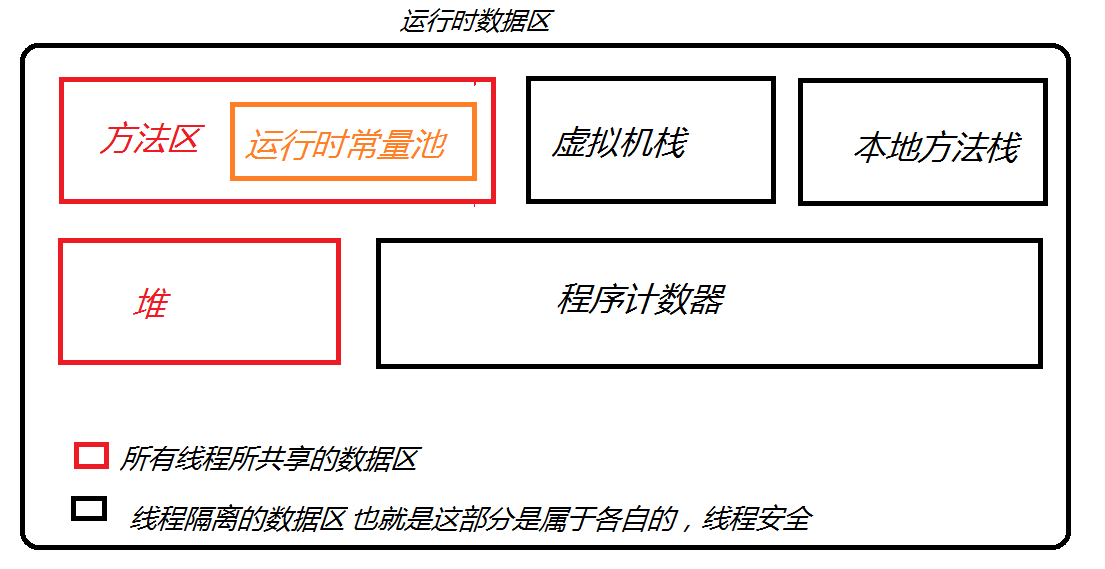 运行时数据区
方法区
运行时常量池
虚拟机栈
本地方法栈
堆
程序计数器
所有线程所共享的数据区
线程隔离的数据区 也就是这部分是属于各自的，线程安全